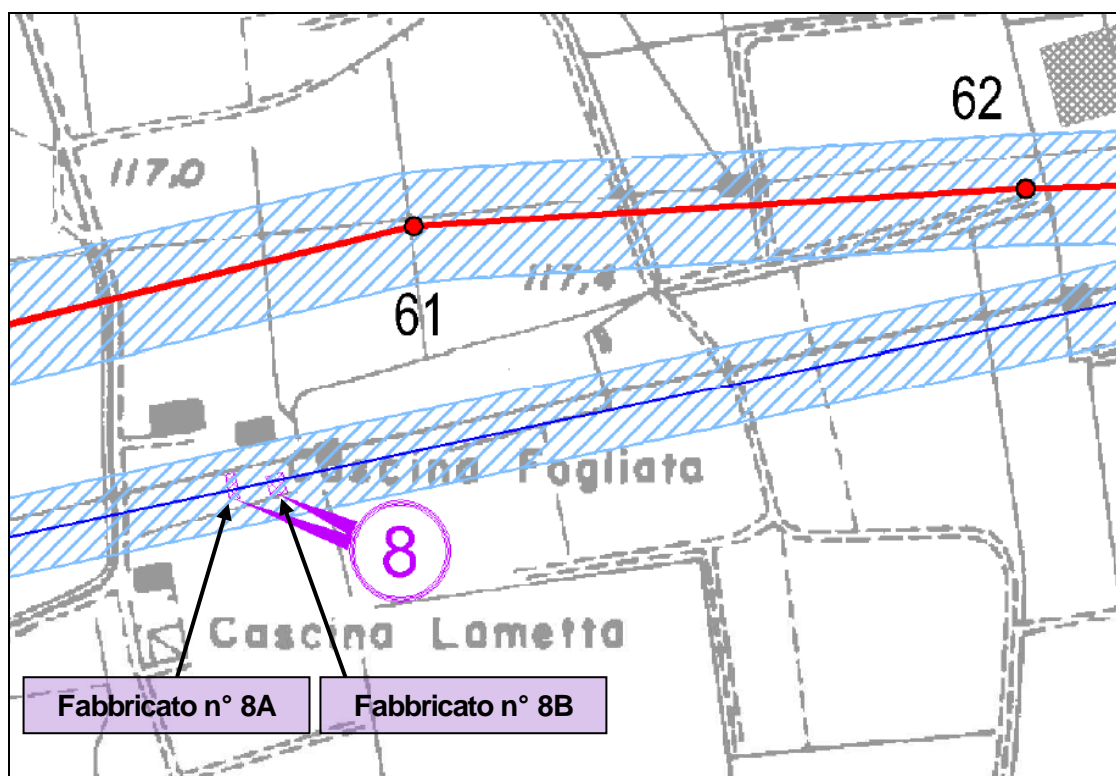 62
117,0
117,4
61
Cascina Fogliata
8
Cascina Lametta
Fabbricato n° 8A
Fabbricato n° 8B